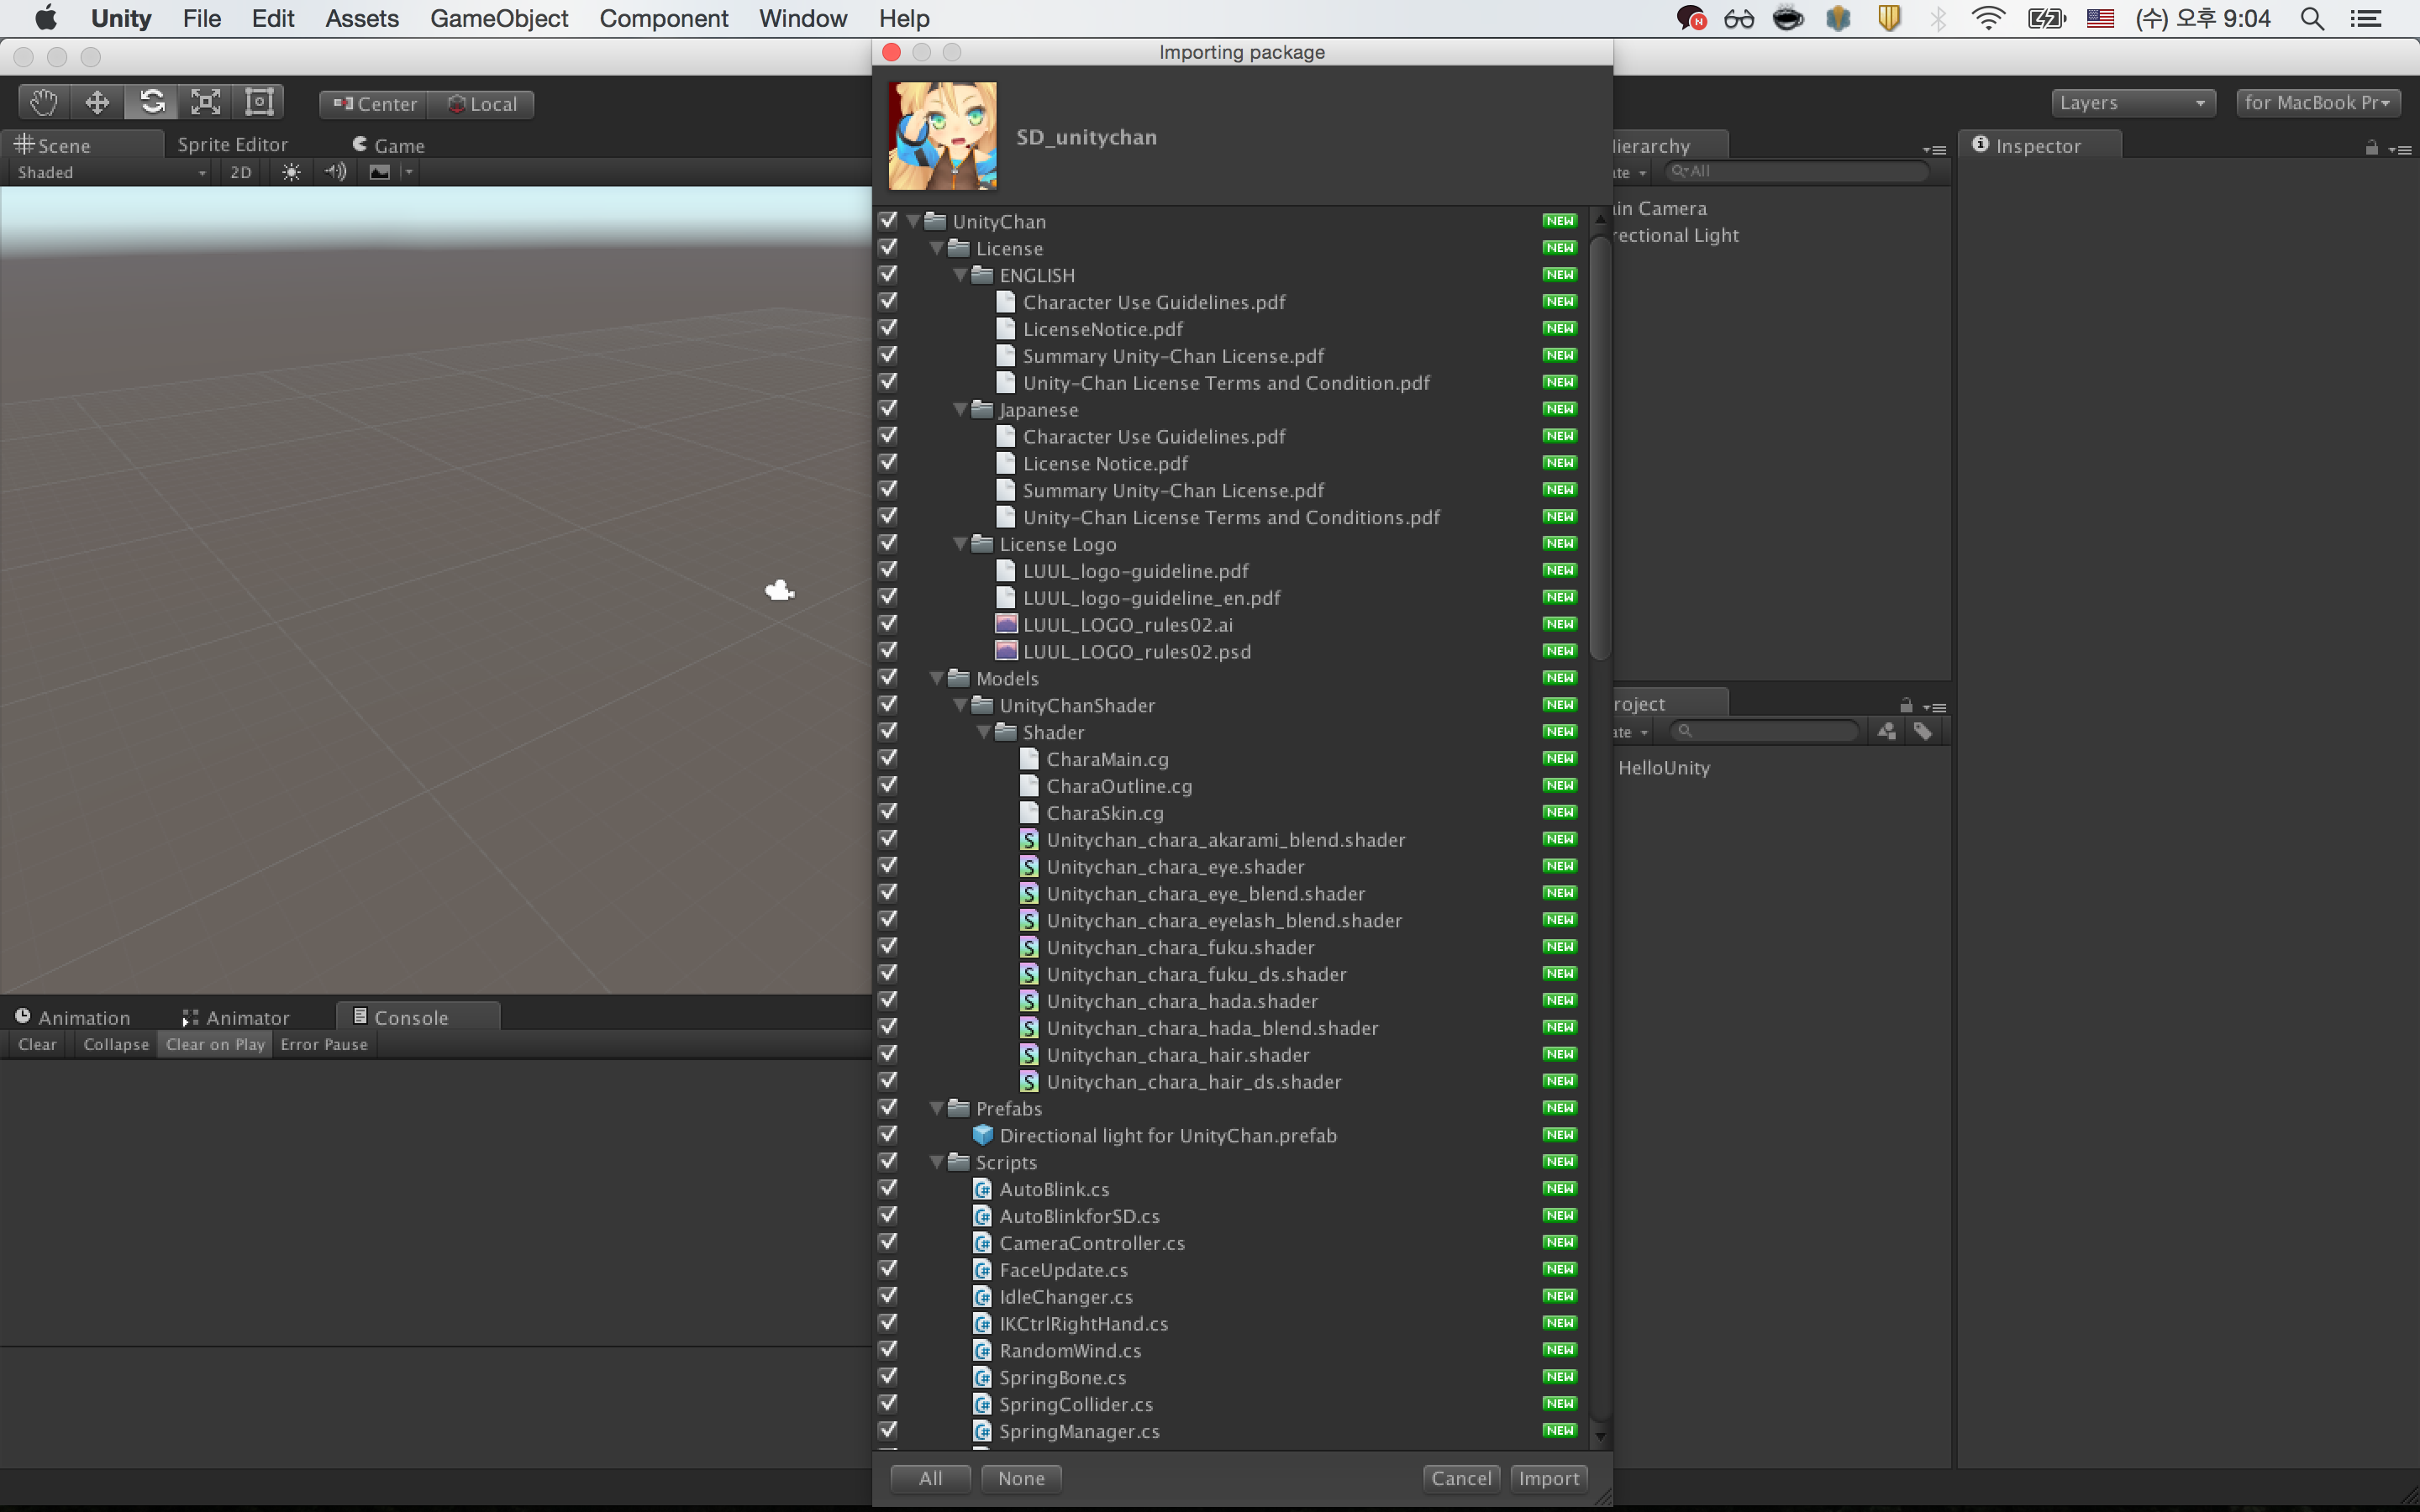 Unity File Edit Assets GameObject Component Window Help (수) 오후 9:04
Importing package
Center Local
Layers
for MacBook Pr
SD_unitychan
Scene Sprite Editor Game
Shaded 2D
ierarchy
ate All
in Camera
rectional Light
Inspector
UnityChan NEW
License NEW
ENGLISH NEW
Character Use Guidelines.pdf NEW
LicenseNotice.pdf NEW
Summary Unity-Chan License.pdf NEW
Unity-Chan License Terms and Condition.pdf NEW
Japanese NEW
Character Use Guidelines.pdf NEW
License Notice.pdf NEW
Summary Unity-Chan License.pdf NEW
Unity-Chan License Terms and Conditions.pdf NEW
License Logo NEW
LUUL_logo-guideline.pdf NEW
LUUL_logo-guideline_en.pdf NEW
LUUL_LOGO_rules02.ai NEW
LUUL_LOGO_rules02.psd NEW
Models NEW
UnityChanShader NEW
Shader NEW
CharaMain.cg NEW
CharaOutline.cg NEW
CharaSkin.cg NEW
Unitychan_chara_akarami_blend.shader NEW
Unitychan_chara_eye.shader NEW
Unitychan_chara_eye_blend.shader NEW
Unitychan_chara_eyelash_blend.shader NEW
Unitychan_chara_fuku.shader NEW
Unitychan_chara_fuku_ds.shader NEW
Unitychan_chara_hada.shader NEW
Unitychan_chara_hada_blend.shader NEW
Unitychan_chara_hair.shader NEW
Unitychan_chara_hair_ds.shader NEW
Prefabs NEW
Directional light for UnityChan.prefab NEW
Scripts NEW
AutoBlink.cs NEW
AutoBlinkforSD.cs NEW
CameraController.cs NEW
FaceUpdate.cs NEW
IdleChanger.cs NEW
IKCtrlRightHand.cs NEW
RandomWind.cs NEW
SpringBone.cs NEW
SpringCollider.cs NEW
SpringManager.cs NEW
All None Cancel Import
roject
ate
HelloUnity
Animation Animator Console
Clear Collapse Clear on Play Error Pause